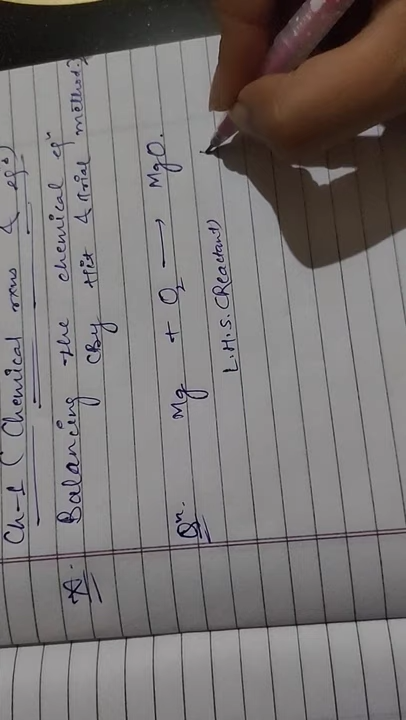 Ch-1 (Chemical rxns & eqs)
* Balancing the chemical eqn
(By Hit & trial method)
Qn. Mg + O2 → MgO.
L.H.S. (Reactant)